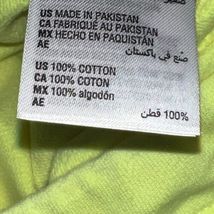 US MADE IN PAKISTAN
CA FABRIQUÉ AU PAKISTAN
MX HECHO EN PAQUISTÁN
AE صنع في باكستان
US 100% COTTON
CA 100% COTON
MX 100% algodón
AE
100% قطن